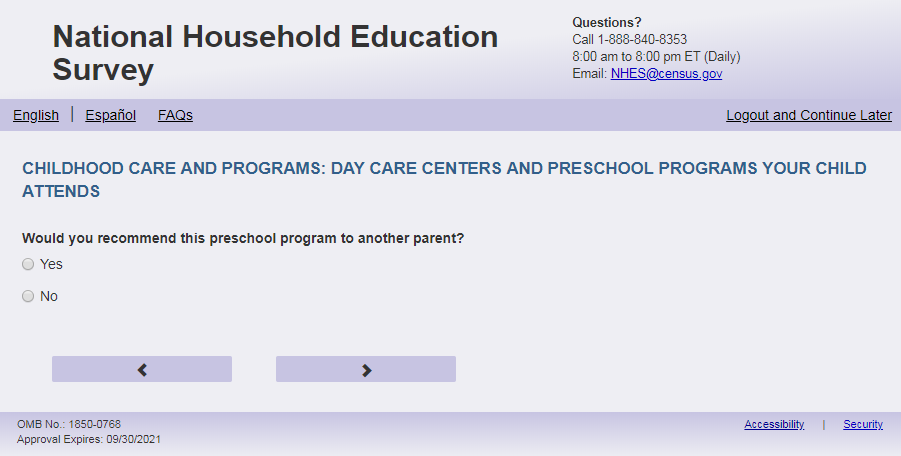 National Household Education
Survey
Questions?
Call 1-888-840-8353
8:00 am to 8:00 pm ET (Daily)
Email: NHES@census.gov
English | Español FAQs
Logout and Continue Later
CHILDHOOD CARE AND PROGRAMS: DAY CARE CENTERS AND PRESCHOOL PROGRAMS YOUR CHILD
ATTENDS
Would you recommend this preschool program to another parent?
Yes
No
OMB No.: 1850-0768
Approval Expires: 09/30/2021
Accessibility | Security